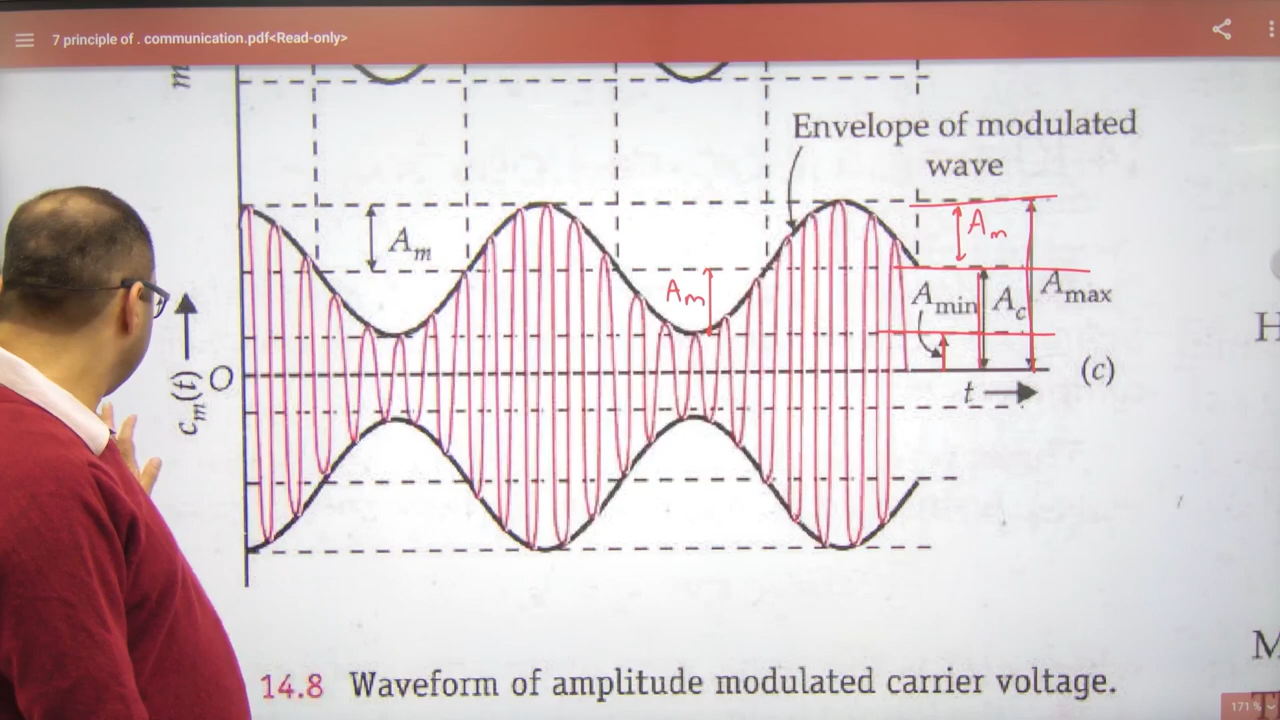 7 principle of . communication.pdf<Read-only>
m
Envelope of modulated
wave
A_m
A_m
A_m
A_min
A_c
A_max
c_m(t)
O
t
(c)
H
14.8 Waveform of amplitude modulated carrier voltage.
M
171 %